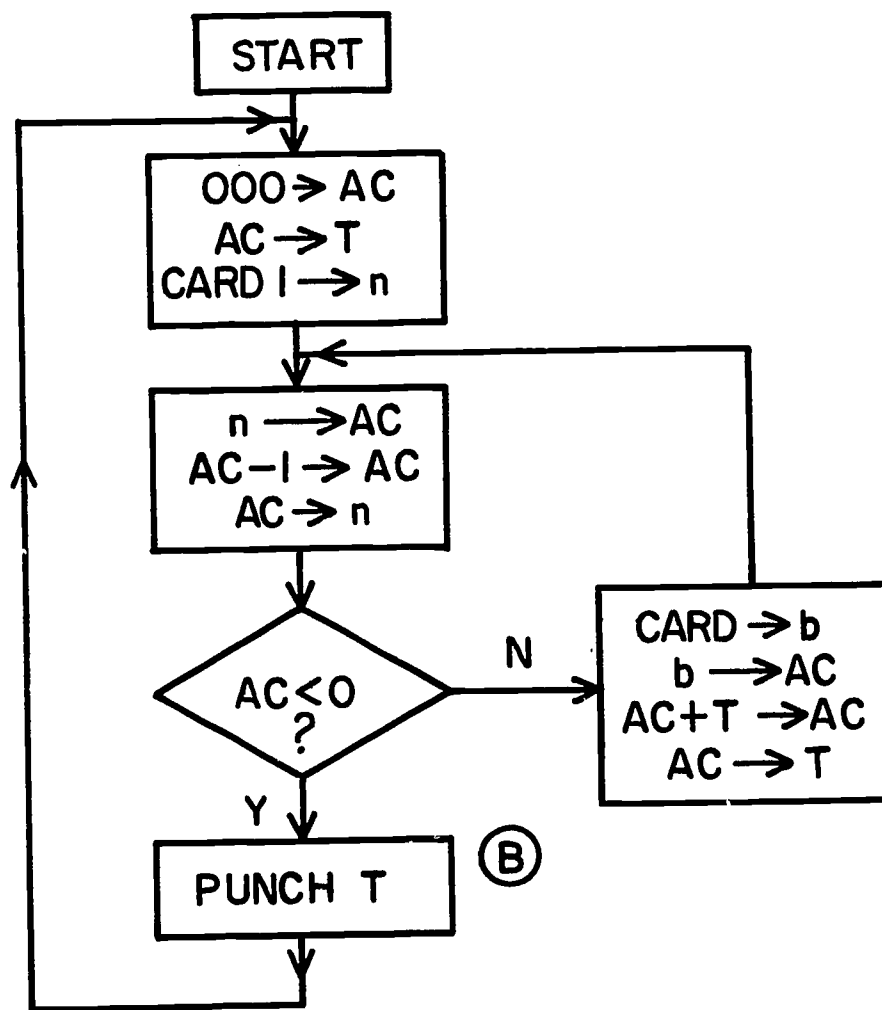 START
000 → AC
AC → T
CARD 1 → n
n → AC
AC-1 → AC
AC → n
AC<0
?
N
CARD → b
b → AC
AC+T → AC
AC → T
Y
B
PUNCH T